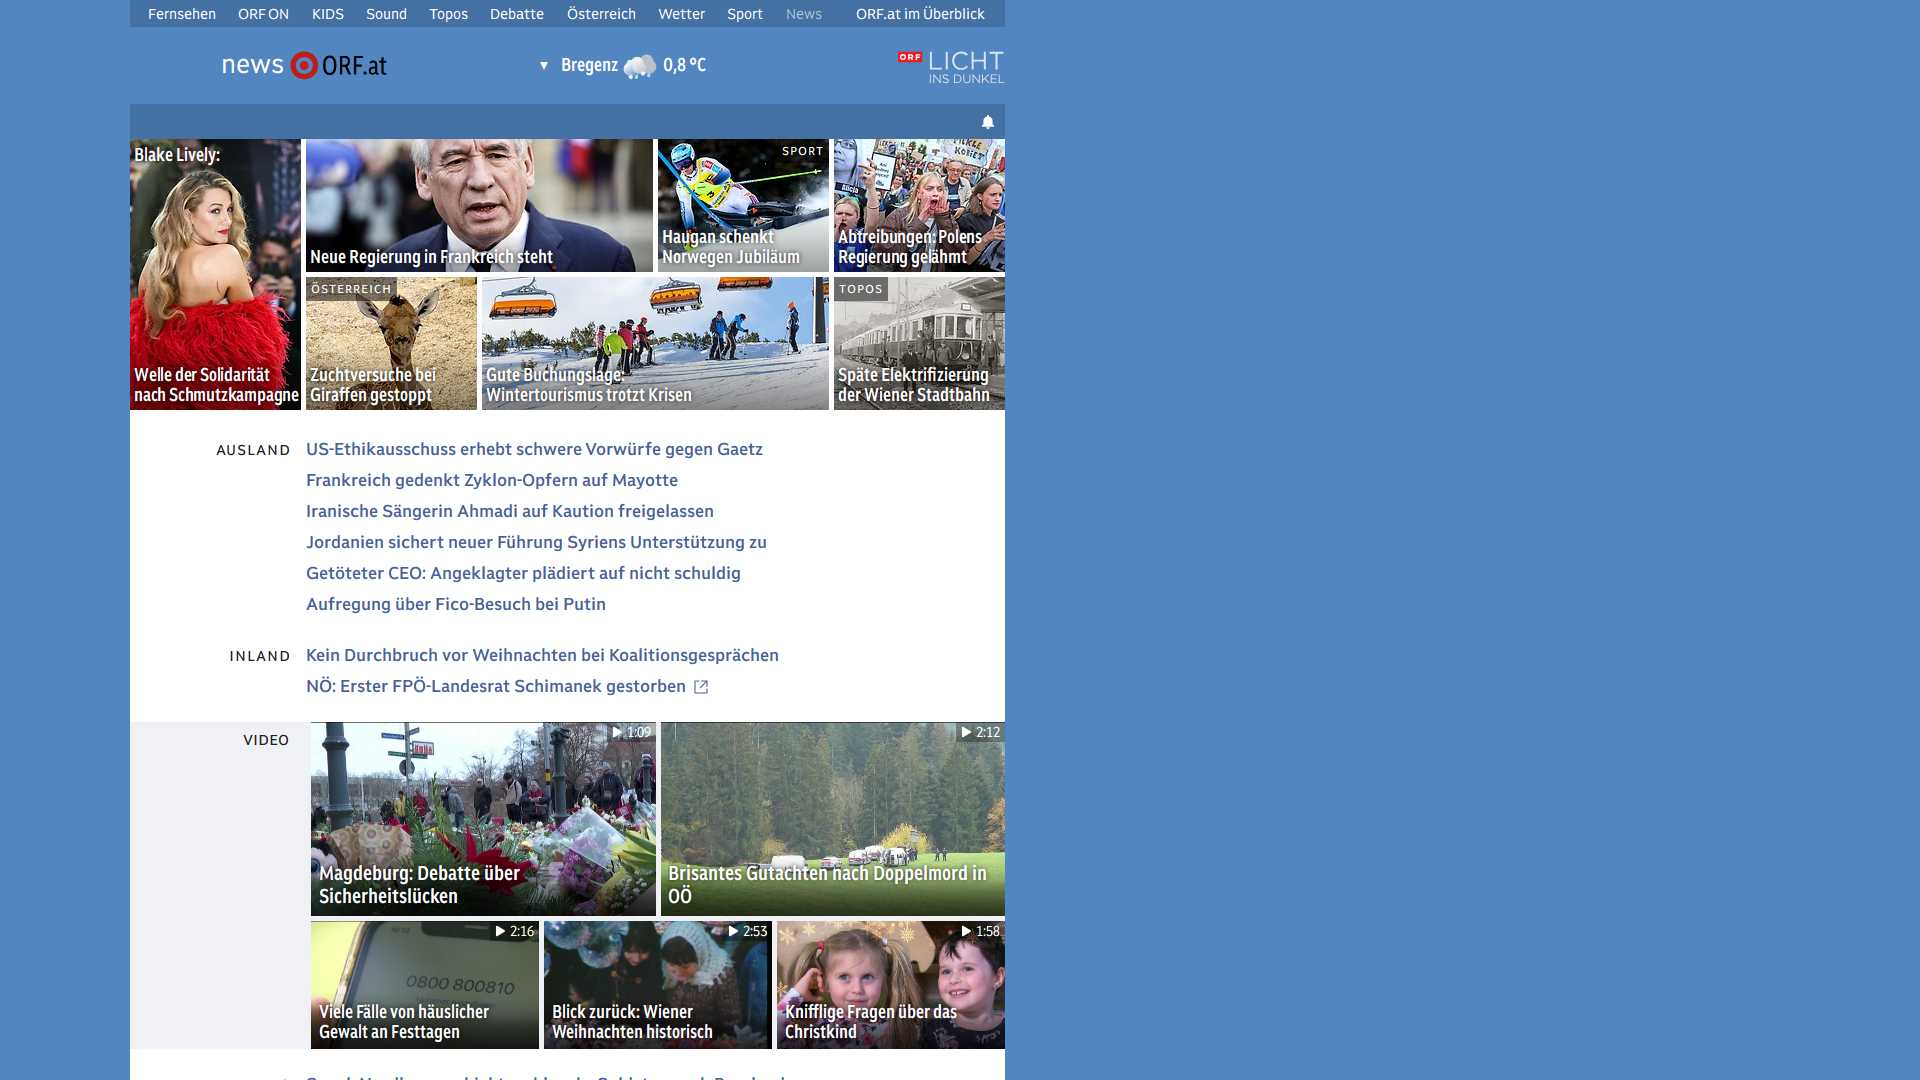 Fernsehen ORF ON KIDS Sound Topos Debatte Österreich Wetter Sport News ORF.at im Überblick
news ORF.at
Bregenz 0,8 °C
ORF LICHT
INS DUNKEL
Blake Lively:
Welle der Solidarität
nach Schmutzkampagne
Neue Regierung in Frankreich steht
SPORT
Haugan schenkt
Norwegen Jubiläum
Alicja
Abtreibungen: Polens
Regierung gelähmt
ÖSTERREICH
Zuchtversuche bei
Giraffen gestoppt
Gute Buchungslage:
Wintertourismus trotzt Krisen
TOPOS
Späte Elektrifizierung
der Wiener Stadtbahn
AUSLAND
US-Ethikausschuss erhebt schwere Vorwürfe gegen Gaetz
Frankreich gedenkt Zyklon-Opfern auf Mayotte
Iranische Sängerin Ahmadi auf Kaution freigelassen
Jordanien sichert neuer Führung Syriens Unterstützung zu
Getöteter CEO: Angeklagter plädiert auf nicht schuldig
Aufregung über Fico-Besuch bei Putin
INLAND
Kein Durchbruch vor Weihnachten bei Koalitionsgesprächen
NÖ: Erster FPÖ-Landesrat Schimanek gestorben
VIDEO
1:09
Magdeburg: Debatte über
Sicherheitslücken
2:12
Brisantes Gutachten nach Doppelmord in
OÖ
2:16
0800 800810
Viele Fälle von häuslicher
Gewalt an Festtagen
2:53
Blick zurück: Wiener
Weihnachten historisch
1:58
Knifflige Fragen über das
Christkind